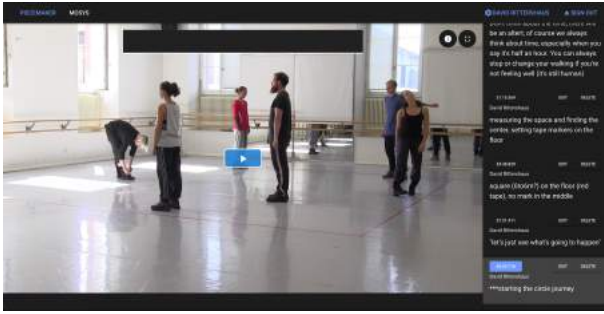 PIECEMAKER
MOSYS
DAVID RITTERSHAUS
SIGN OUT
be an alert, of course we always
think about time, especially when you
say it's half an hour. You can always
stop or change your walking if you're
not feeling well (it's still human)
EDIT
DELETE
David Rittershaus
measuring the space and finding the
center, setting tape markers on the
floor
EDIT
DELETE
David Rittershaus
square (6to6m?) on the floor (red
tape), no mark in the middle
EDIT
DELETE
David Rittershaus
"let's just see what's going to happen"
EDIT
DELETE
David Rittershaus
***starting the circle journey